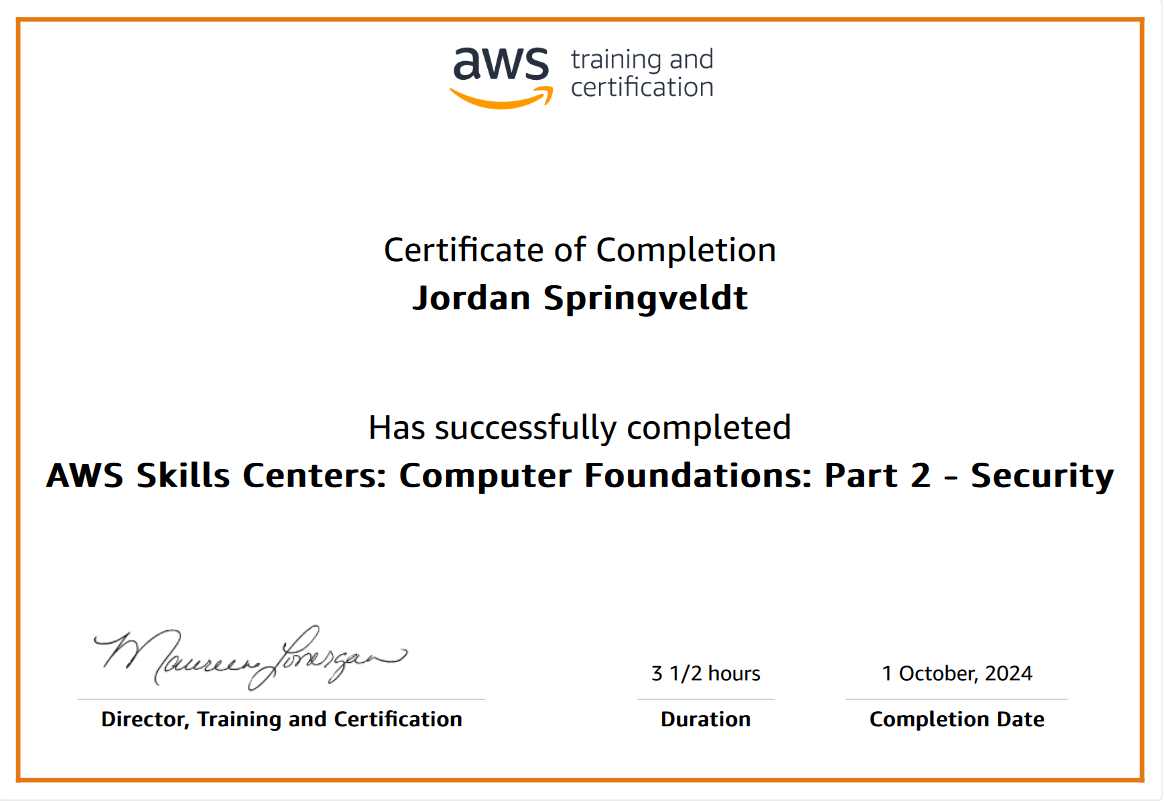 aws training and
certification
Certificate of Completion
Jordan Springveldt
Has successfully completed
AWS Skills Centers: Computer Foundations: Part 2 - Security
Maureen Lonergan
3 1/2 hours
1 October, 2024
Director, Training and Certification
Duration
Completion Date